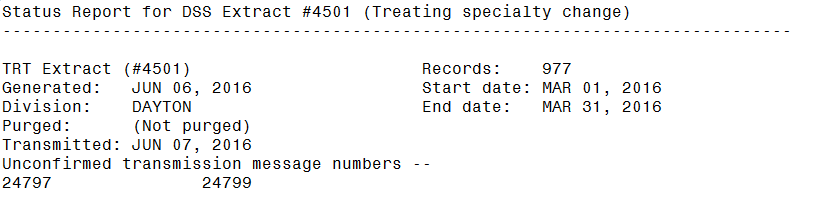 Status Report for DSS Extract #4501 (Treating specialty change)
-------------------------------------------------------------------------------
TRT Extract (#4501)                       Records:    977
Generated:   JUN 06, 2016                 Start date: MAR 01, 2016
Division:    DAYTON                       End date:   MAR 31, 2016
Purged:      (Not purged)
Transmitted: JUN 07, 2016
Unconfirmed transmission message numbers --
24797               24799